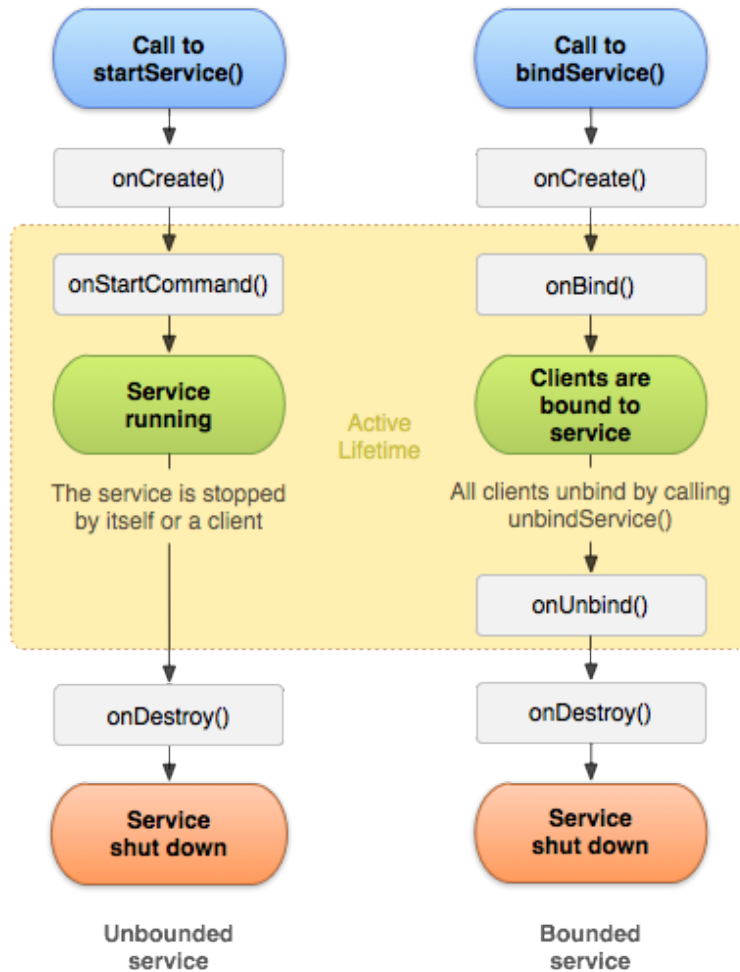 Call to
startService()
onCreate()
onStartCommand()
Service
running
The service is stopped
by itself or a client
onDestroy()
Service
shut down
Unbounded
service
Active
Lifetime
Call to
bindService()
onCreate()
onBind()
Clients are
bound to
service
All clients unbind by calling
unbindService()
onUnbind()
onDestroy()
Service
shut down
Bounded
service